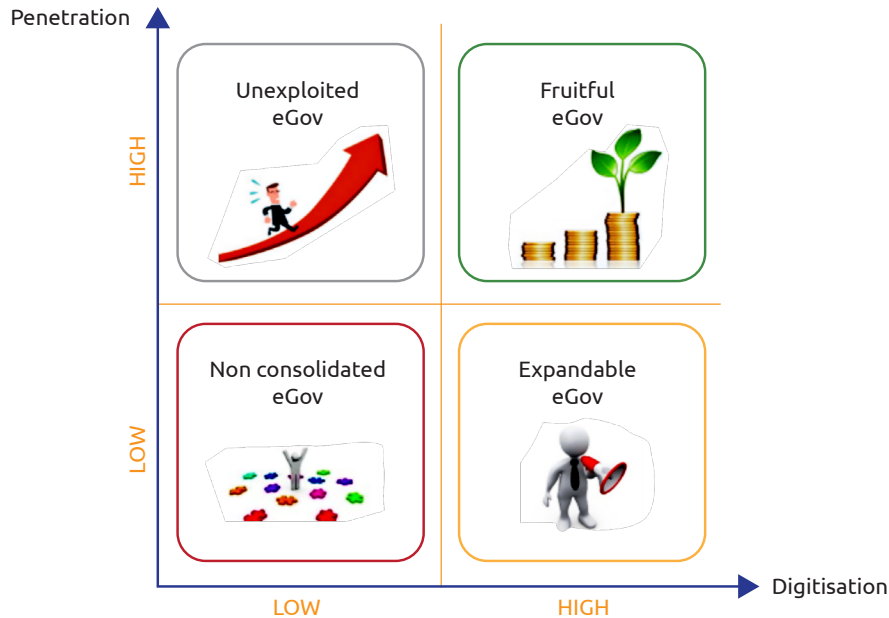 Penetration
HIGH
Unexploited
eGov
Fruitful
eGov
LOW
Non consolidated
eGov
Expandable
eGov
LOW
HIGH
Digitisation